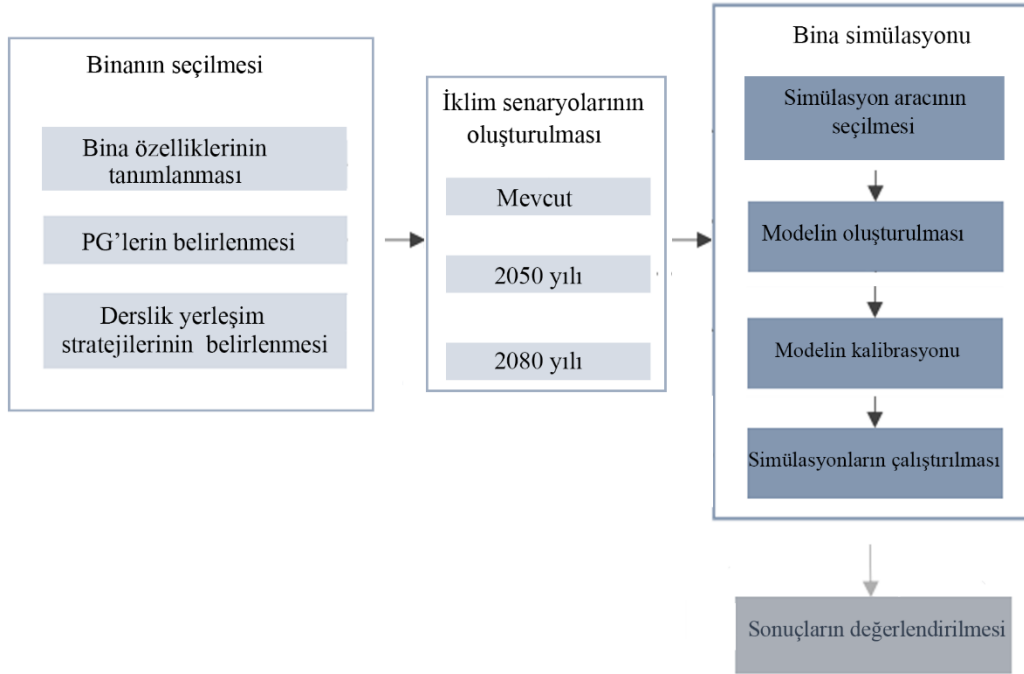 Binanın seçilmesi
Bina özelliklerinin
tanımlanması
PG'lerin belirlenmesi
Derslik yerleşim
stratejilerinin belirlenmesi
İklim senaryolarının
oluşturulması
Mevcut
2050 yılı
2080 yılı
Bina simülasyonu
Simülasyon aracının
seçilmesi
Modelin oluşturulması
Modelin kalibrasyonu
Simülasyonların çalıştırılması
Sonuçların değerlendirilmesi